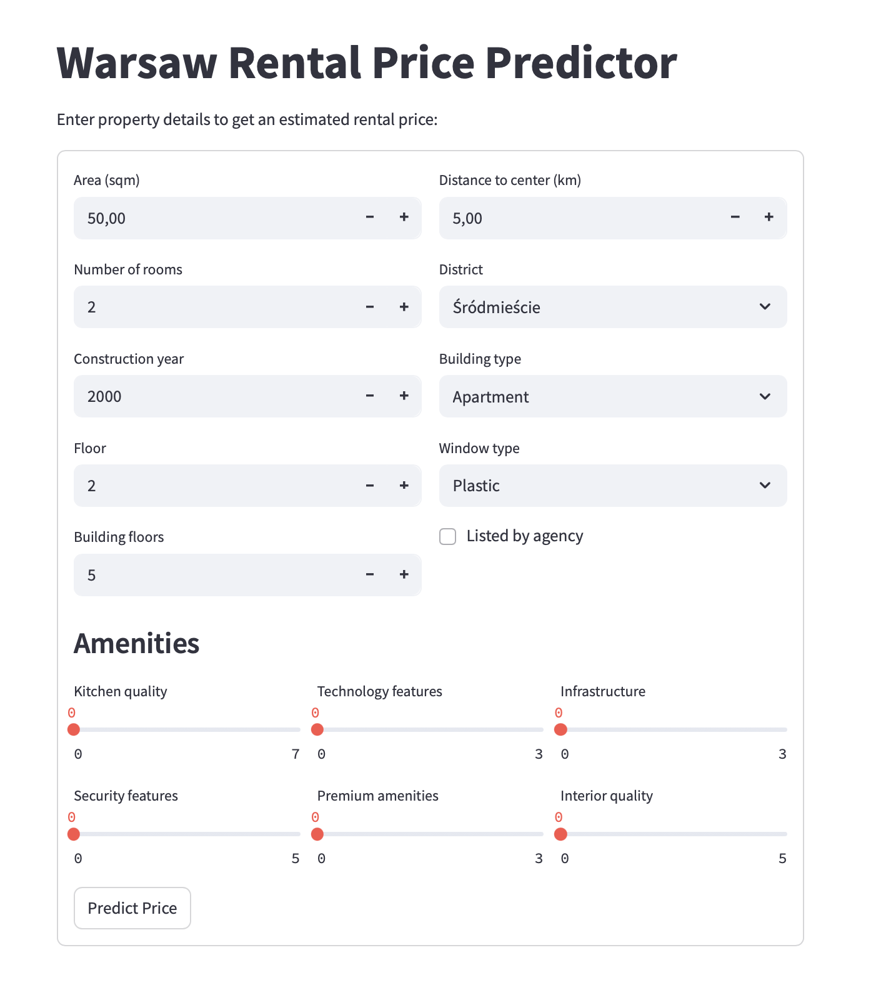 Warsaw Rental Price Predictor
Enter property details to get an estimated rental price:
Area (sqm)
50,00
Distance to center (km)
5,00
Number of rooms
2
District
Śródmieście
Construction year
2000
Building type
Apartment
Floor
2
Window type
Plastic
Building floors
5
Listed by agency
Amenities
Kitchen quality
0
0 7
Technology features
0
0 3
Infrastructure
0
0 3
Security features
0
0 5
Premium amenities
0
0 3
Interior quality
0
0 5
Predict Price